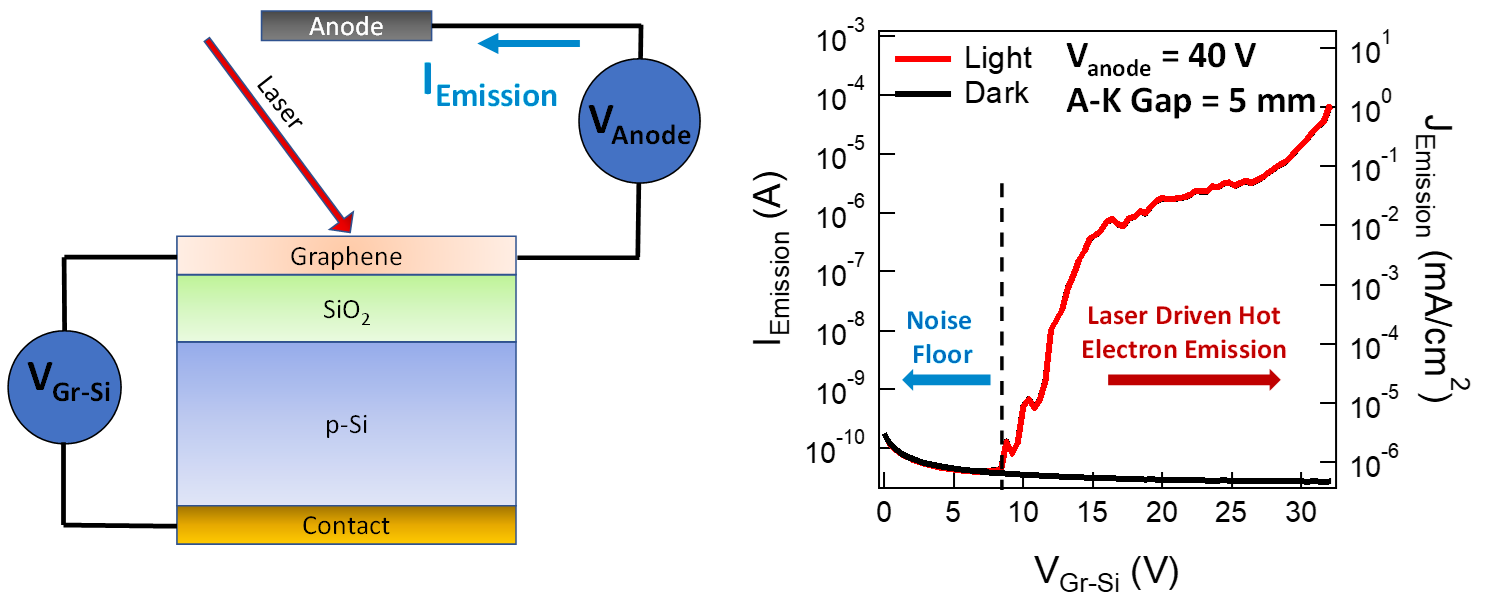 Anode
Laser
I Emission
V Anode
Graphene
SiO2
V Gr-Si
p-Si
Contact
10-3
10-4
10-5
10-6
10-7
10-8
10-9
10-10
IEmission (A)
Light
Dark
Vanode = 40 V
A-K Gap = 5 mm
Noise
Floor
Laser Driven Hot
Electron Emission
101
100
10-1
10-2
10-3
10-4
10-5
10-6
JEmission (mA/cm2)
0 5 10 15 20 25 30
VGr-Si (V)